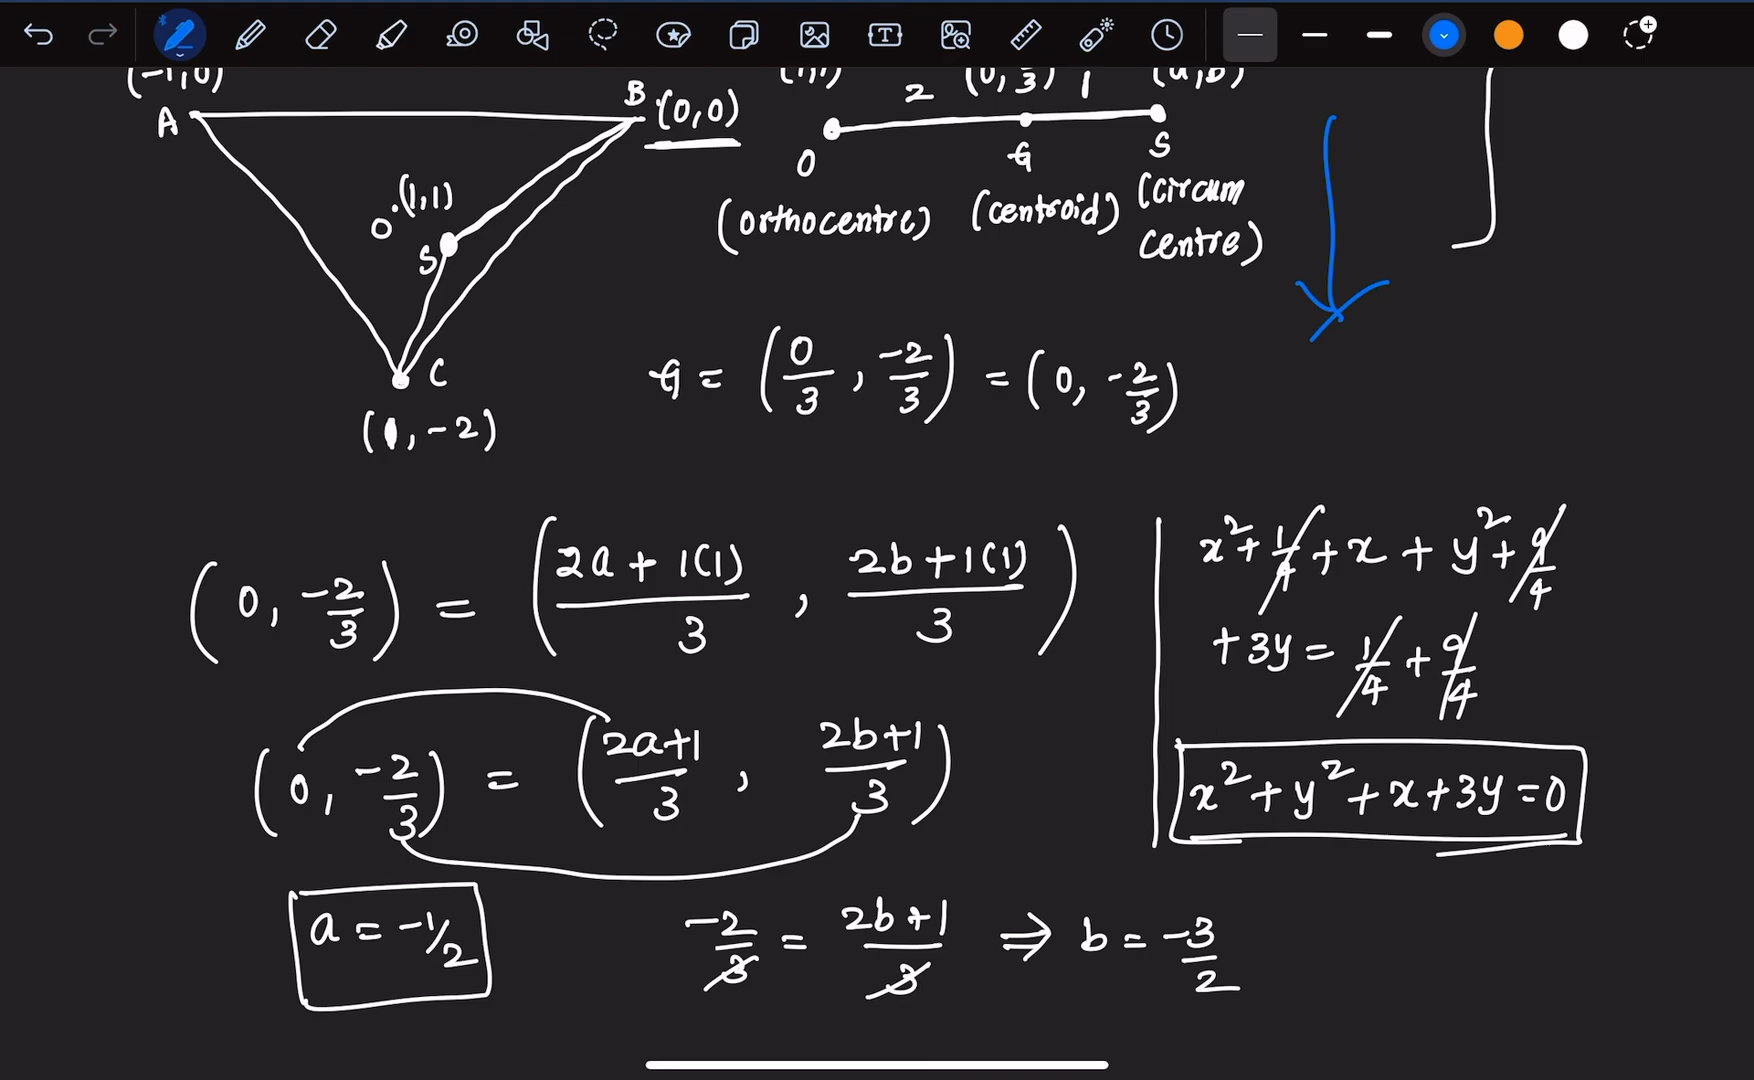 (-1,0)
A
B (0,0)
O (1,1)
S
C
(1,-2)
(1,1) 2 (0, 3) 1 (a,b)
O G S
(orthocentre) (centroid) (circum
centre)
G = (0/3, -2/3) = (0, -2/3)
(0, -2/3) = (2a+1(1)/3, 2b+1(1)/3)
(0, -2/3) = (2a+1/3, 2b+1/3)
a = -1/2
-2/3 = 2b+1/3 ⇒ b = -3/2
x²+1/4+x+y²+9/4
+3y = 1/4+9/4
x²+y²+x+3y=0